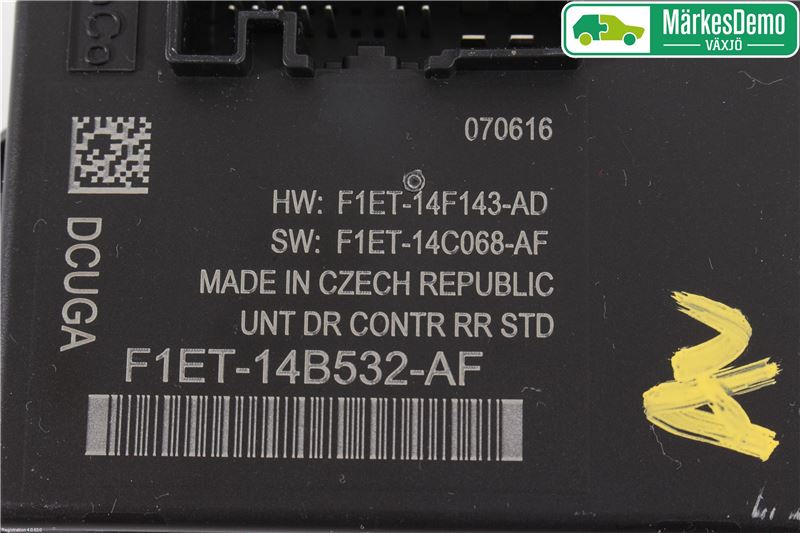 MärkesDemo
VÄXJÖ
070616
HW: F1ET-14F143-AD
SW: F1ET-14C068-AF
MADE IN CZECH REPUBLIC
UNT DR CONTR RR STD
DCUGA
F1ET-14B532-AF